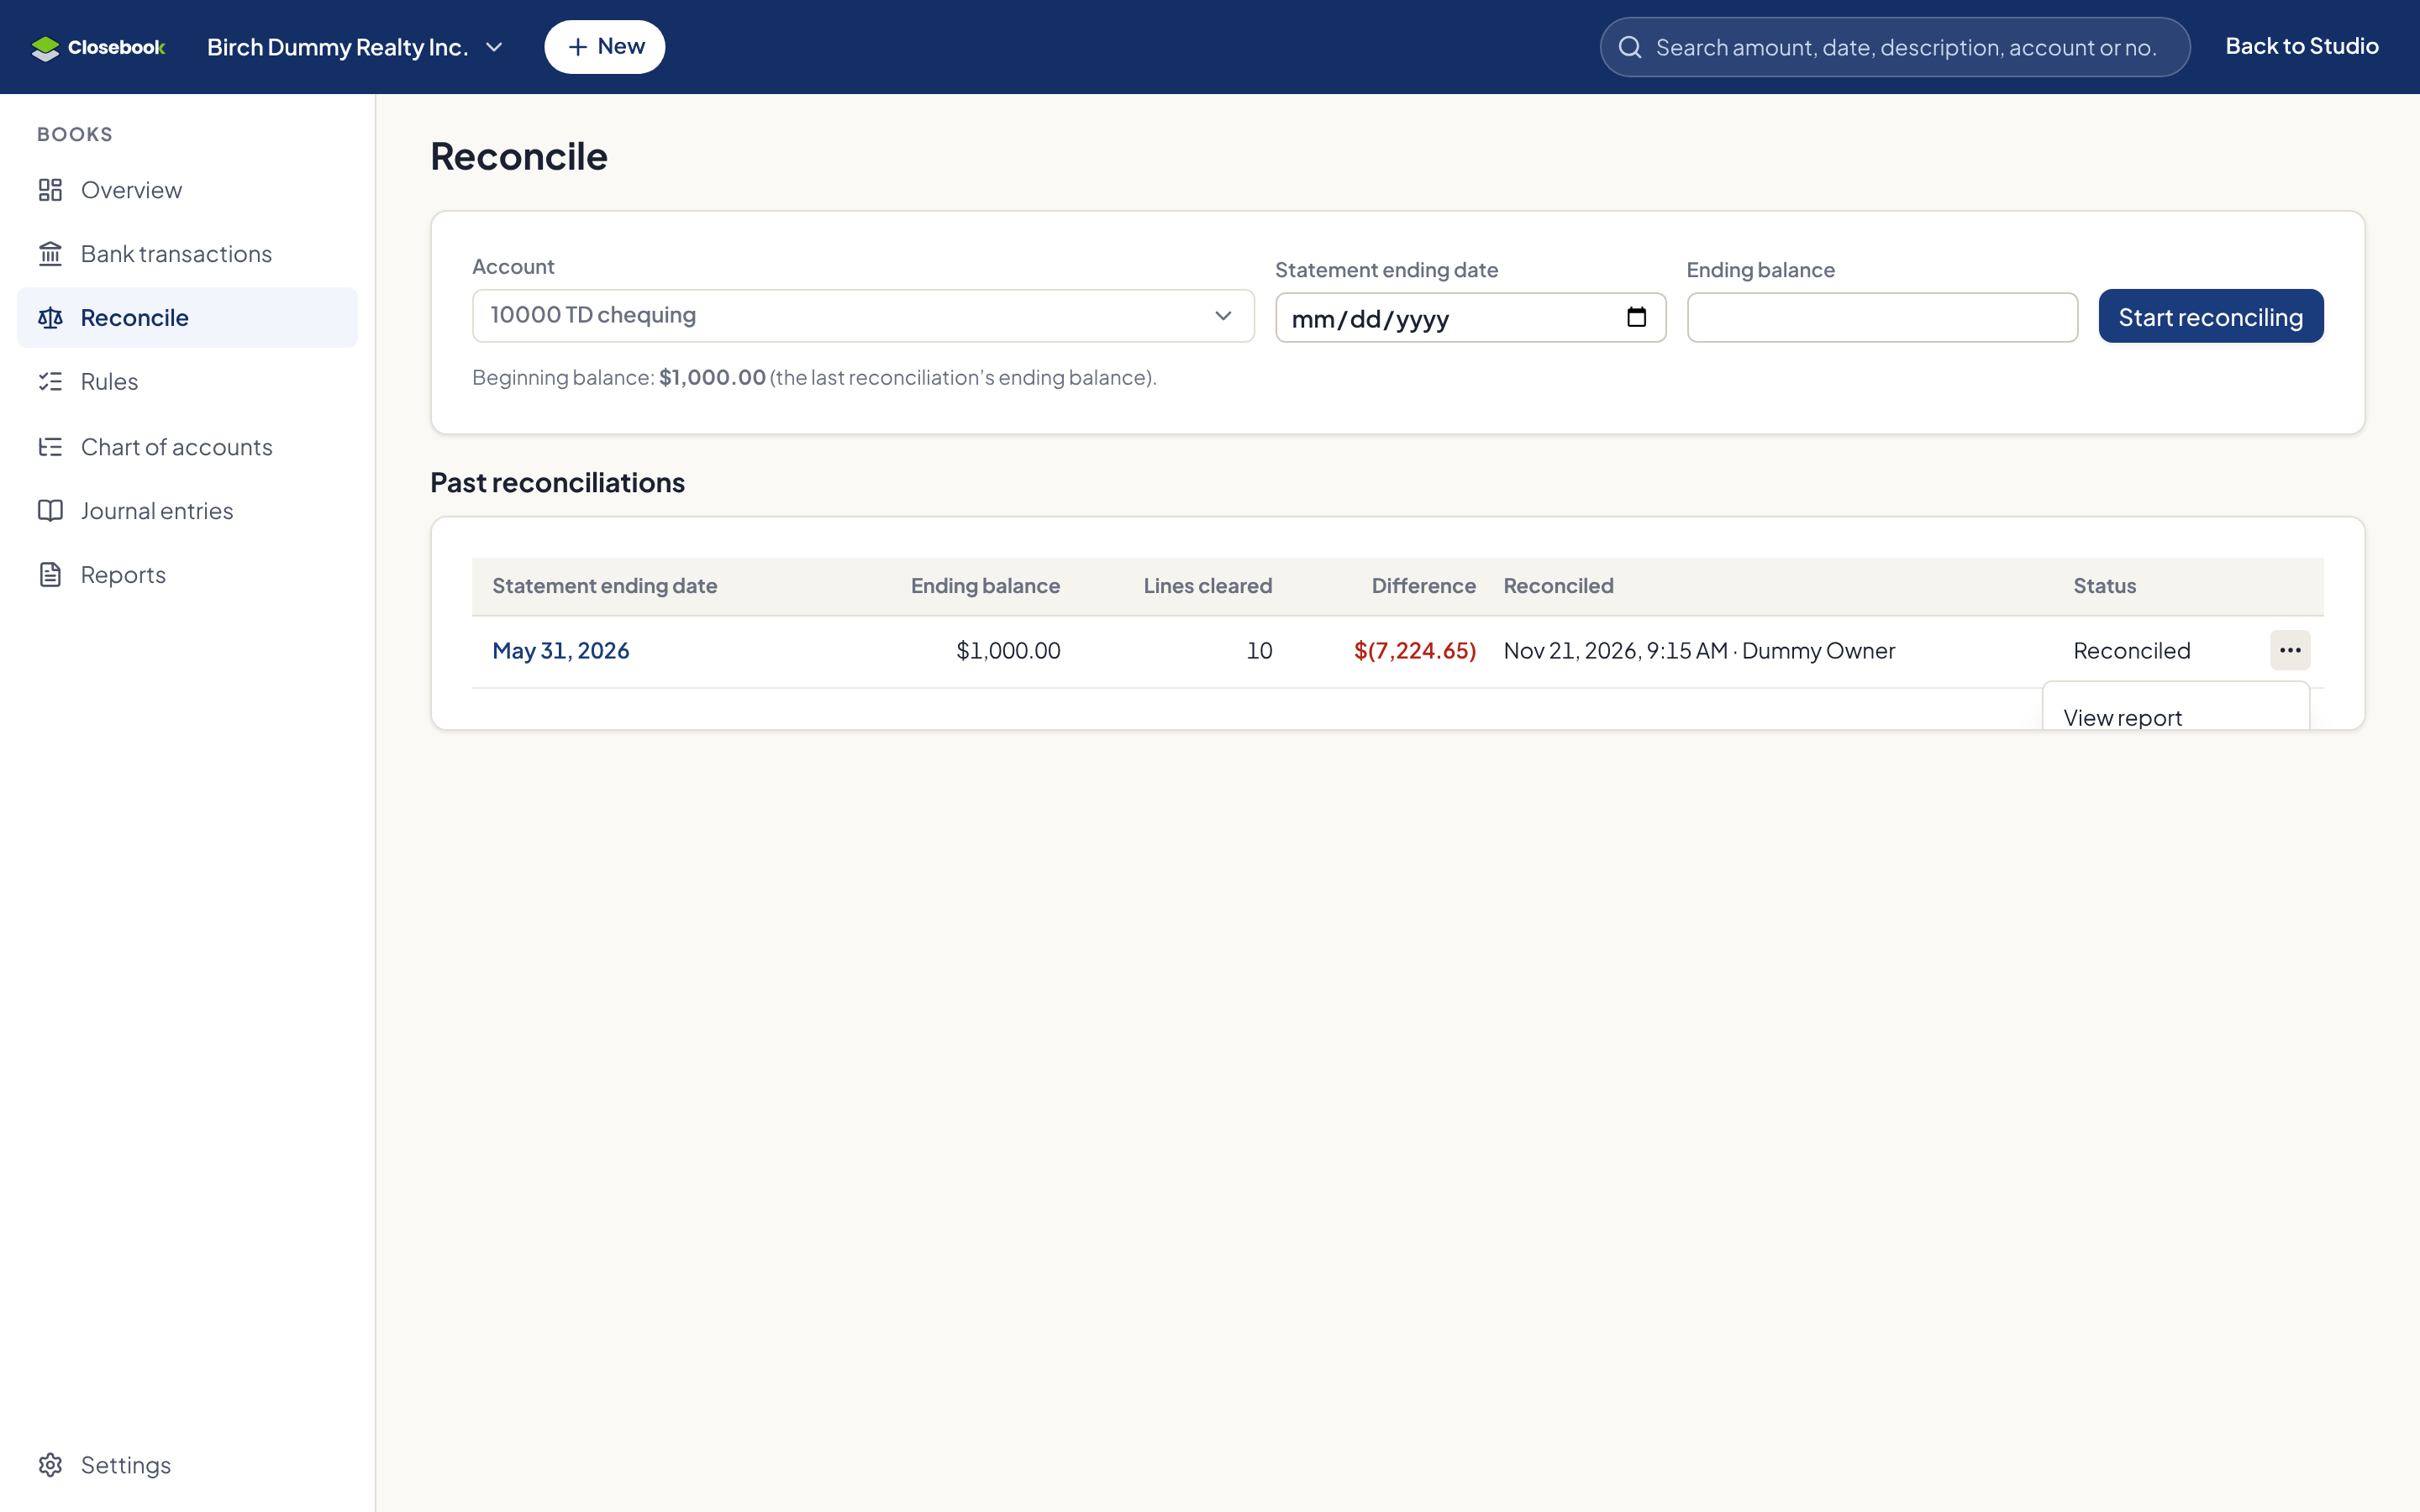 Closebook Birch Dummy Realty Inc. + New Search amount, date, description, account or no. Back to Studio
BOOKS
Overview
Bank transactions
Reconcile
Rules
Chart of accounts
Journal entries
Reports
Settings
Reconcile
Account Statement ending date Ending balance
10000 TD chequing mm/dd/yyyy Start reconciling
Beginning balance: $1,000.00 (the last reconciliation’s ending balance).
Past reconciliations
Statement ending date Ending balance Lines cleared Difference Reconciled Status
May 31, 2026 $1,000.00 10 $(7,224.65) Nov 21, 2026, 9:15 AM · Dummy Owner Reconciled
View report